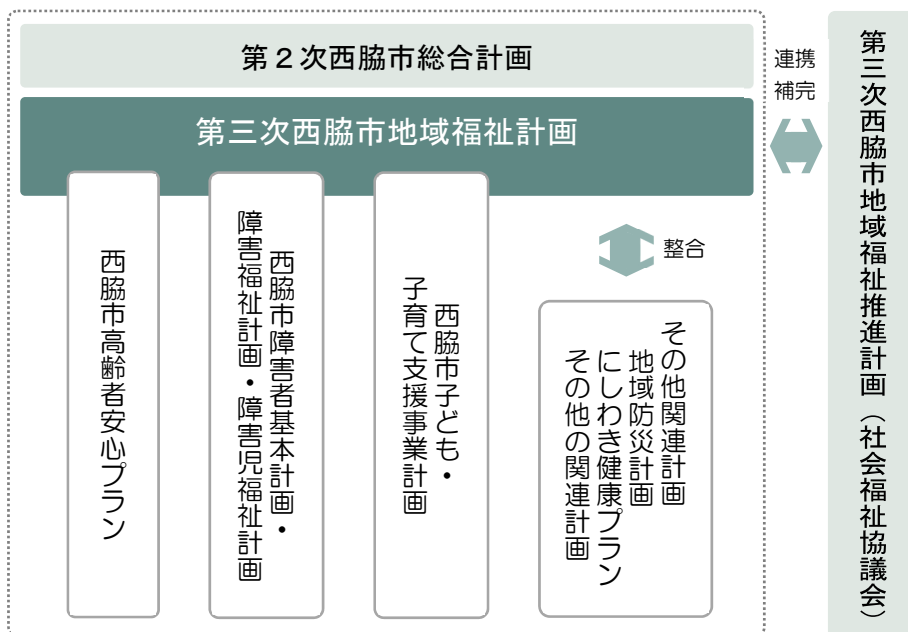 第２次西脇市総合計画
第三次西脇市地域福祉計画
連携
補完
第三次西脇市地域福祉推進計画（社会福祉協議会）
西脇市高齢者安心プラン
西脇市障害者基本計画・
障害福祉計画・障害児福祉計画
西脇市子ども・
子育て支援事業計画
整合
その他関連計画
地域防災計画
にしわき健康プラン
その他の関連計画